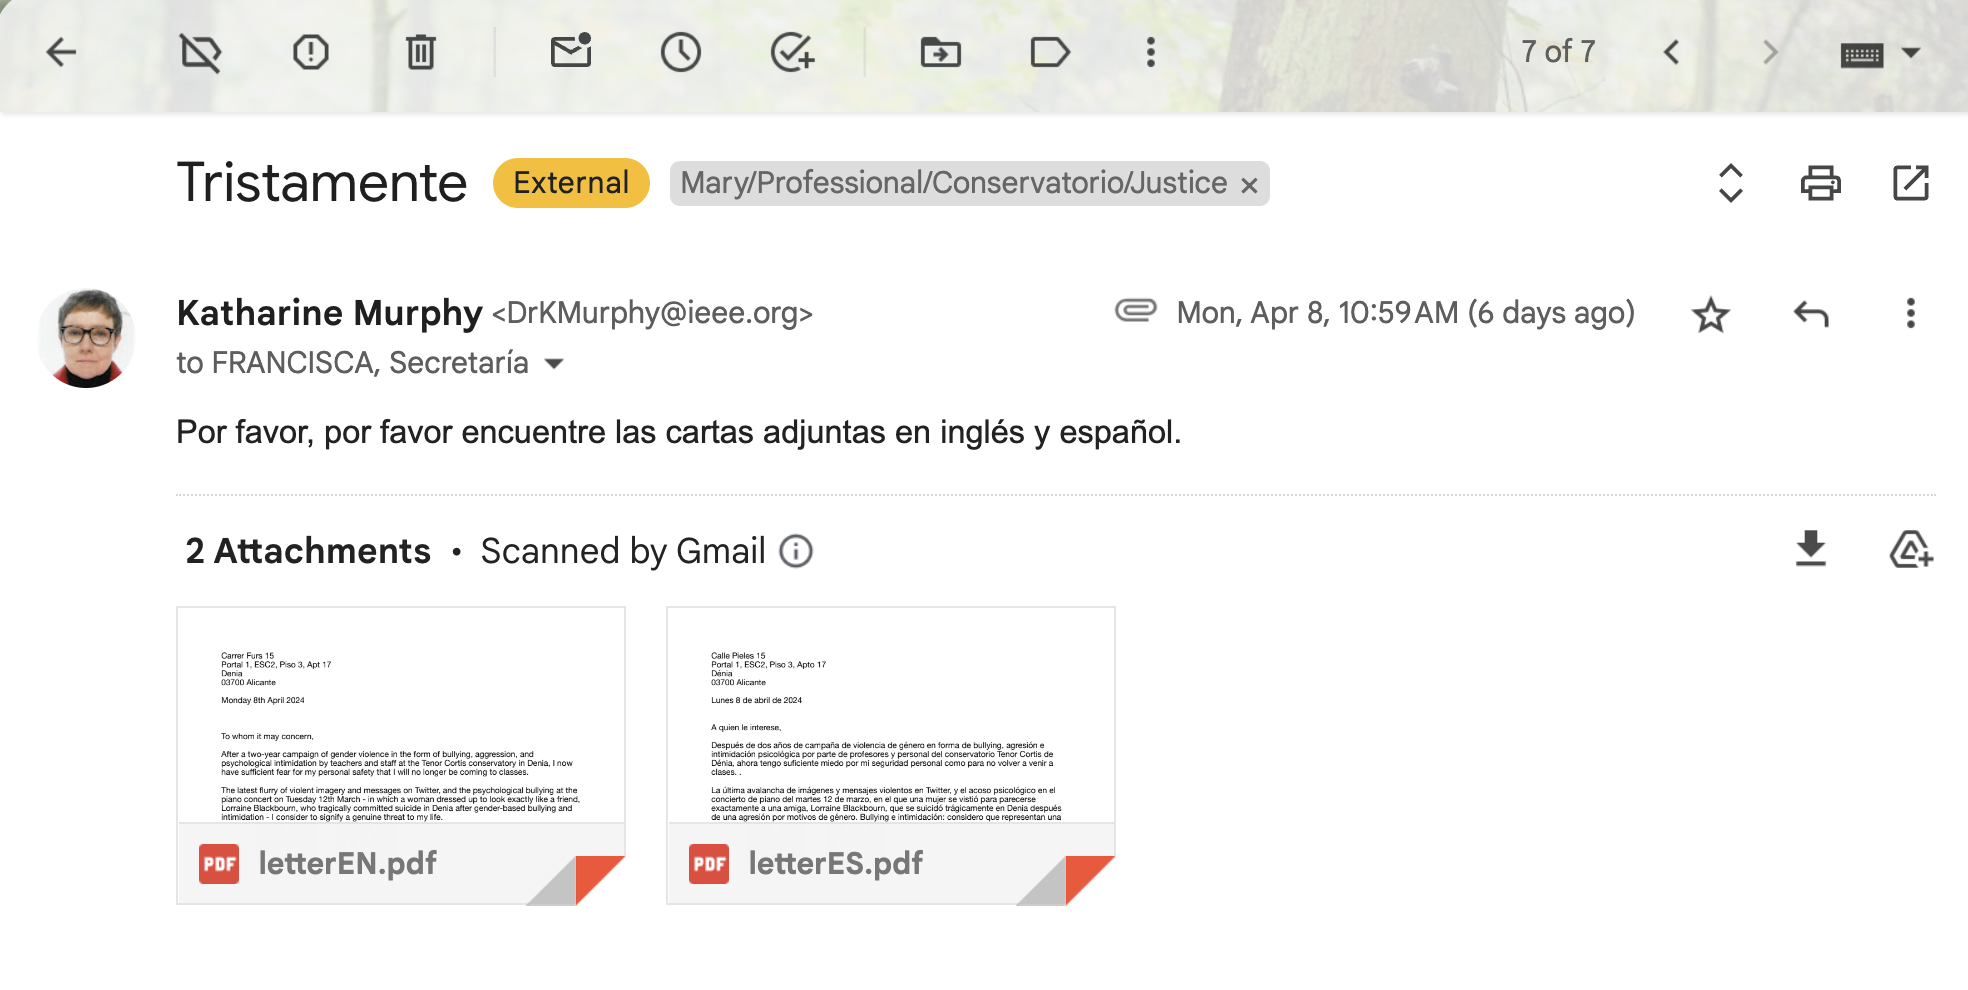 7 of 7
Tristamente External Mary/Professional/Conservatorio/Justice ×
Katharine Murphy <DrKMurphy@ieee.org> Mon, Apr 8, 10:59 AM (6 days ago)
to FRANCISCA, Secretaría
Por favor, por favor encuentre las cartas adjuntas en inglés y español.
2 Attachments • Scanned by Gmail
Carrer Furs 15
Portal 1, ESC2, Piso 3, Apt 17
Denia
03700 Alicante
Monday 8th April 2024
To whom it may concern,
After a two-year campaign of gender violence in the form of bullying, aggression, and
psychological intimidation by teachers and staff at the Tenor Cortis conservatory in Denia, I now
have sufficient fear for my personal safety that I will no longer be coming to classes.
The latest flurry of violent imagery and messages on Twitter, and the psychological bullying at the
piano concert on Tuesday 12th March - in which a woman dressed up to look exactly like a friend,
Lorraine Blackbourn, who tragically committed suicide in Denia after gender-based bullying and
intimidation - I consider to signify a genuine threat to my life.
PDF letterEN.pdf
Calle Pieles 15
Portal 1, ESC2, Piso 3, Apto 17
Dénia
03700 Alicante
Lunes 8 de abril de 2024
A quien le interese,
Después de dos años de campaña de violencia de género en forma de bullying, agresión e
intimidación psicológica por parte de profesores y personal del conservatorio Tenor Cortis de
Dénia, ahora tengo suficiente miedo por mi seguridad personal como para no volver a venir a
clases. .
La última avalancha de imágenes y mensajes violentos en Twitter, y el acoso psicológico en el
concierto de piano del martes 12 de marzo, en el que una mujer se vistió para parecerse
exactamente a una amiga, Lorraine Blackbourn, que se suicidó trágicamente en Denia después
de una agresión por motivos de género. Bullying e intimidación: considero que representan una
PDF letterES.pdf